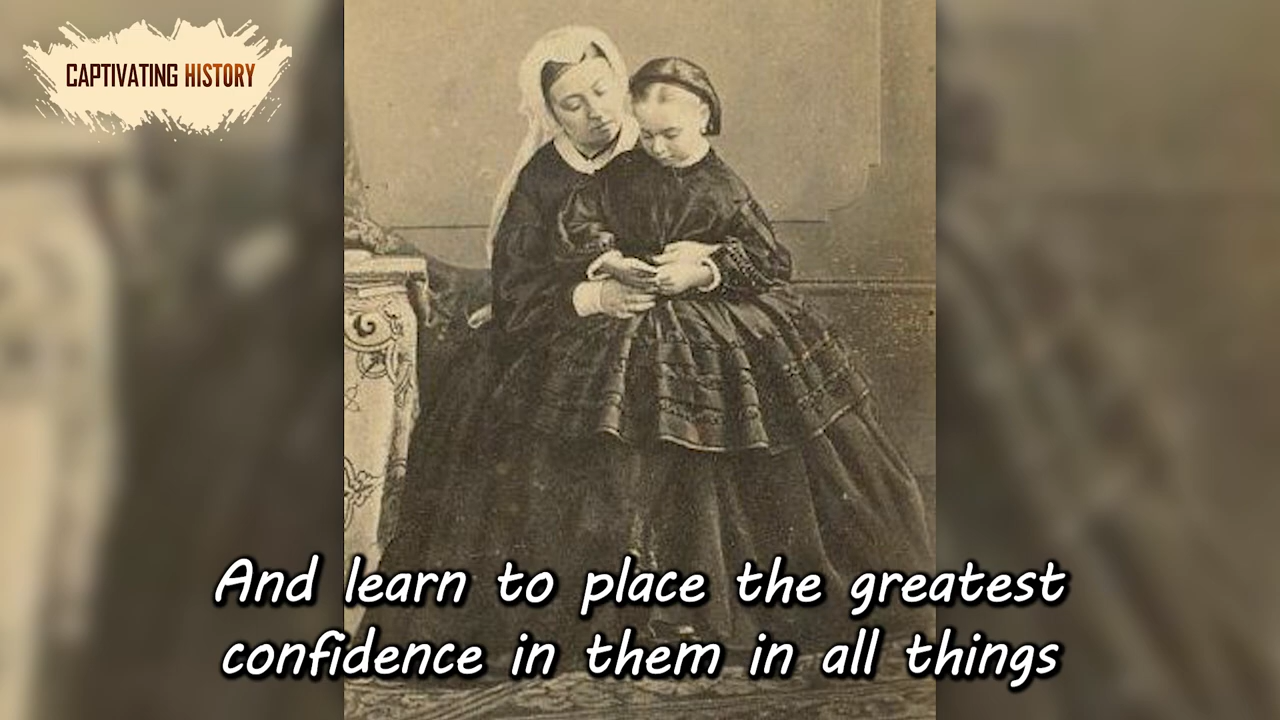 CAPTIVATING HISTORY
And learn to place the greatest
confidence in them in all things